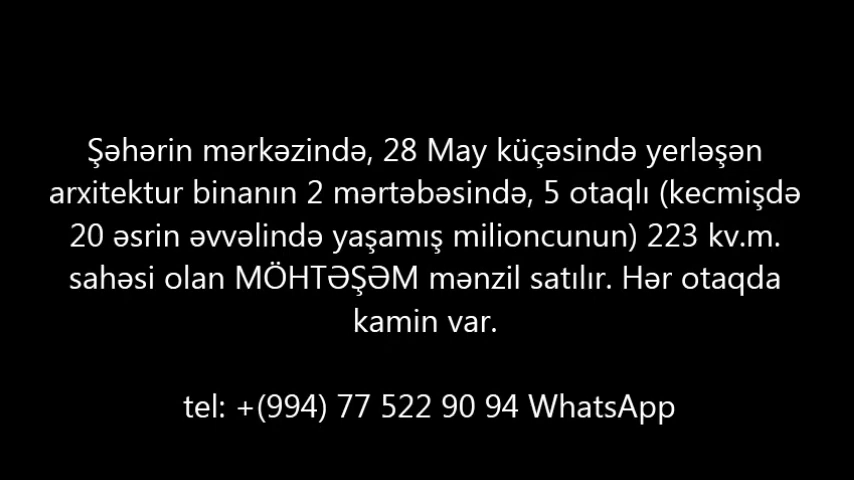 Şəhərin mərkəzində, 28 May küçəsində yerləşən
arxitektur binanın 2 mərtəbəsində, 5 otaqlı (kecmişdə
20 əsrin əvvəlində yaşamış milioncunun) 223 kv.m.
sahəsi olan MÖHTƏŞƏM mənzil satılır. Hər otaqda
kamin var.
tel: +(994) 77 522 90 94 WhatsApp